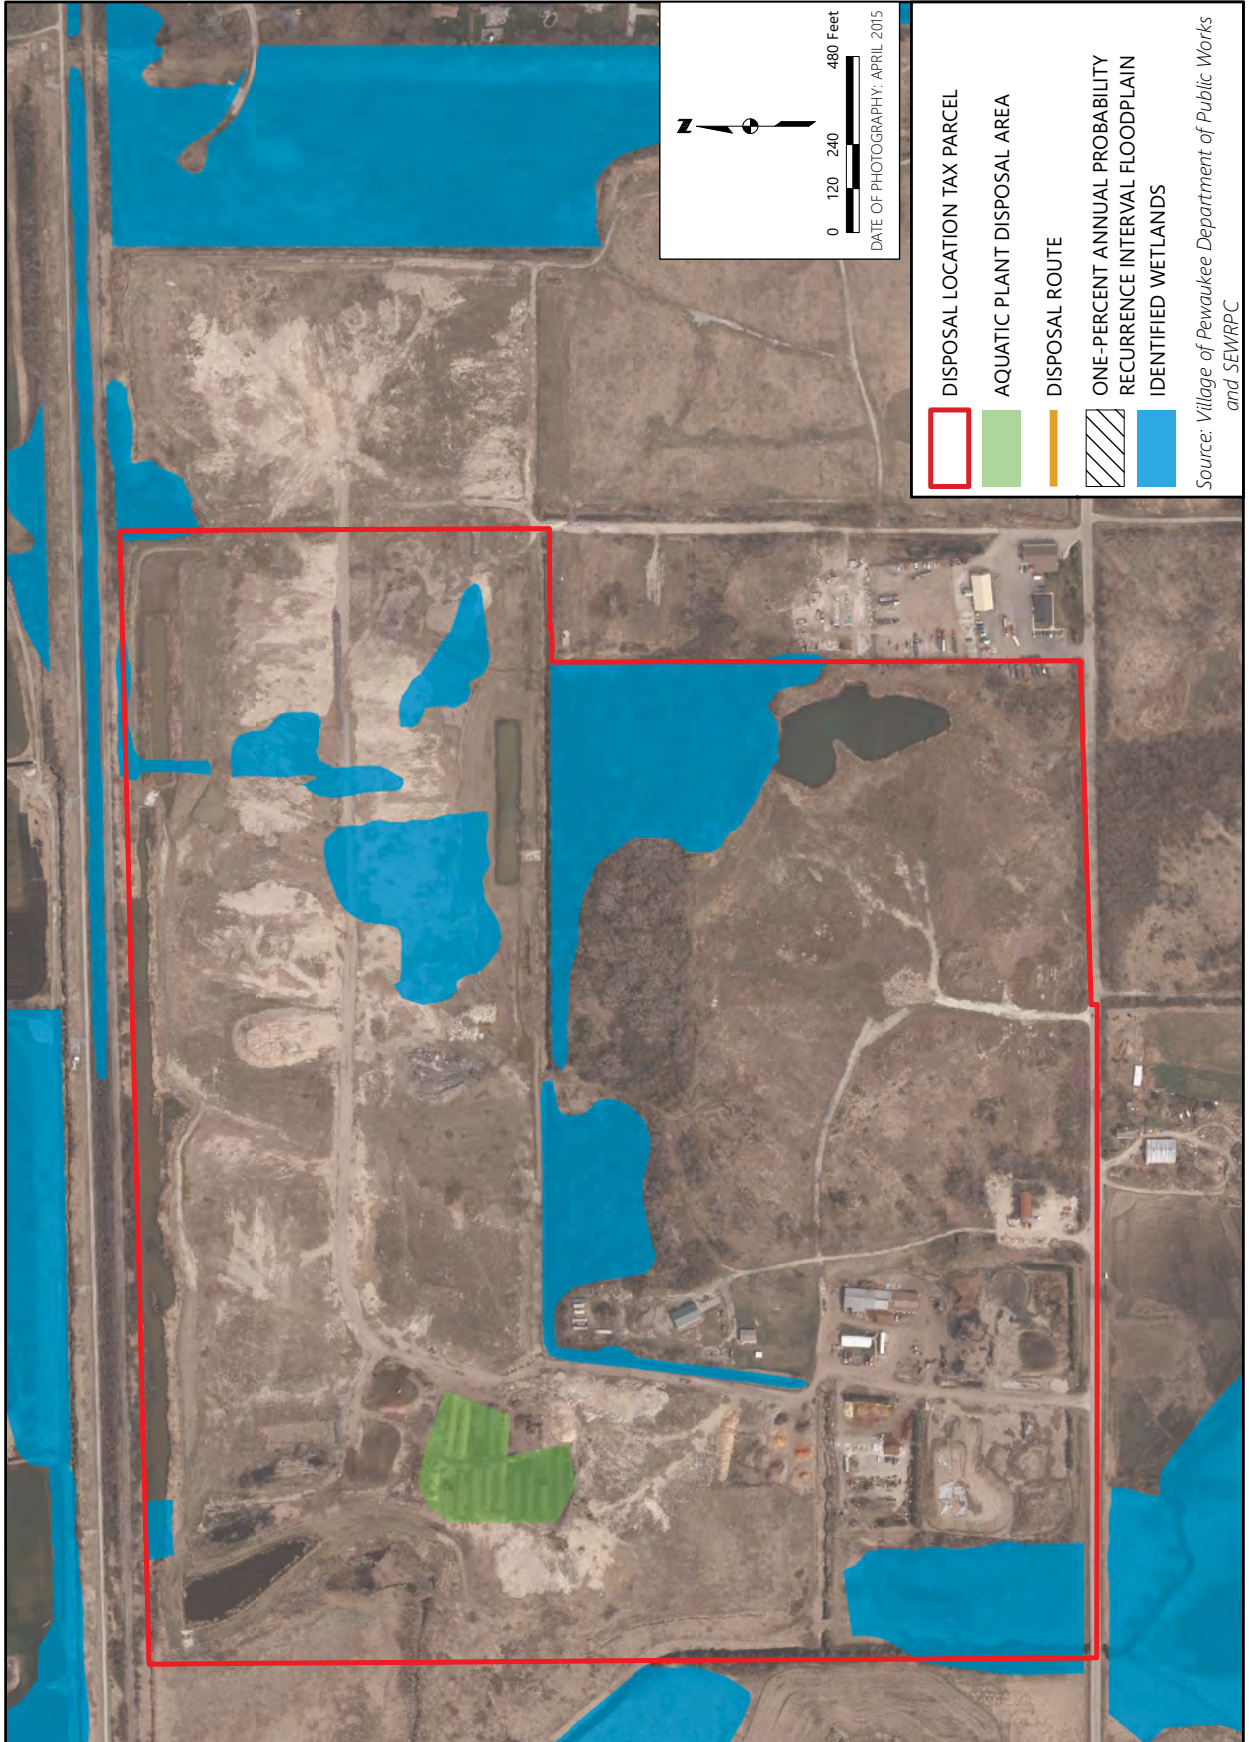 N
0 120 240 480 Feet
DATE OF PHOTOGRAPHY: APRIL 2015
DISPOSAL LOCATION TAX PARCEL
AQUATIC PLANT DISPOSAL AREA
DISPOSAL ROUTE
ONE-PERCENT ANNUAL PROBABILITY
RECURRENCE INTERVAL FLOODPLAIN
IDENTIFIED WETLANDS
Source: Village of Pewaukee Department of Public Works
and SEWRPC